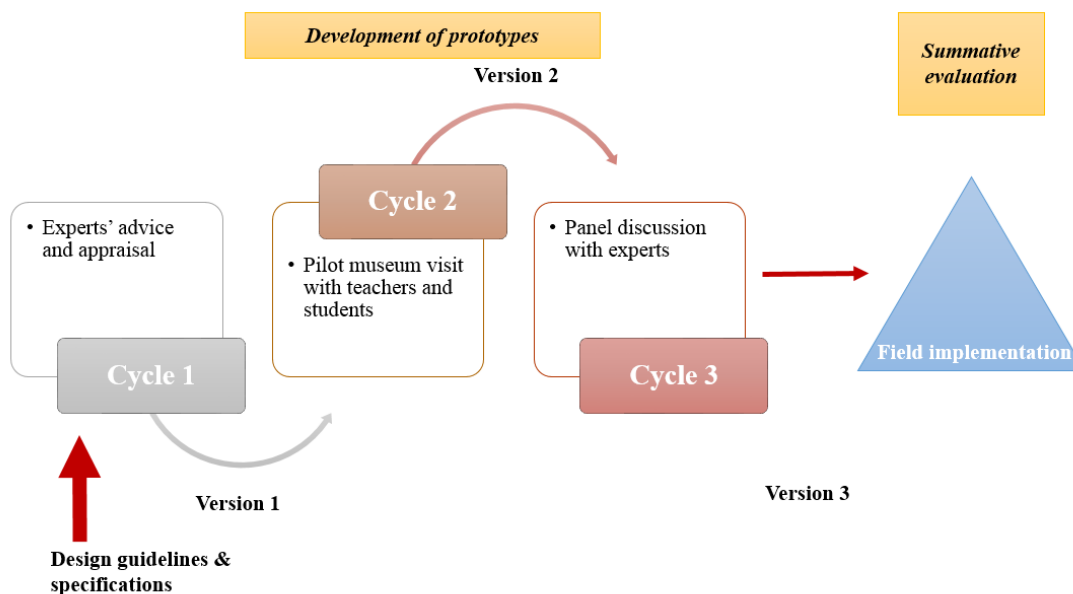 Development of prototypes
Summative
evaluation
Version 2
Cycle 2
• Experts’ advice
and appraisal
• Pilot museum visit
with teachers and
students
• Panel discussion
with experts
Cycle 1
Cycle 3
Field implementation
Version 1
Version 3
Design guidelines &
specifications